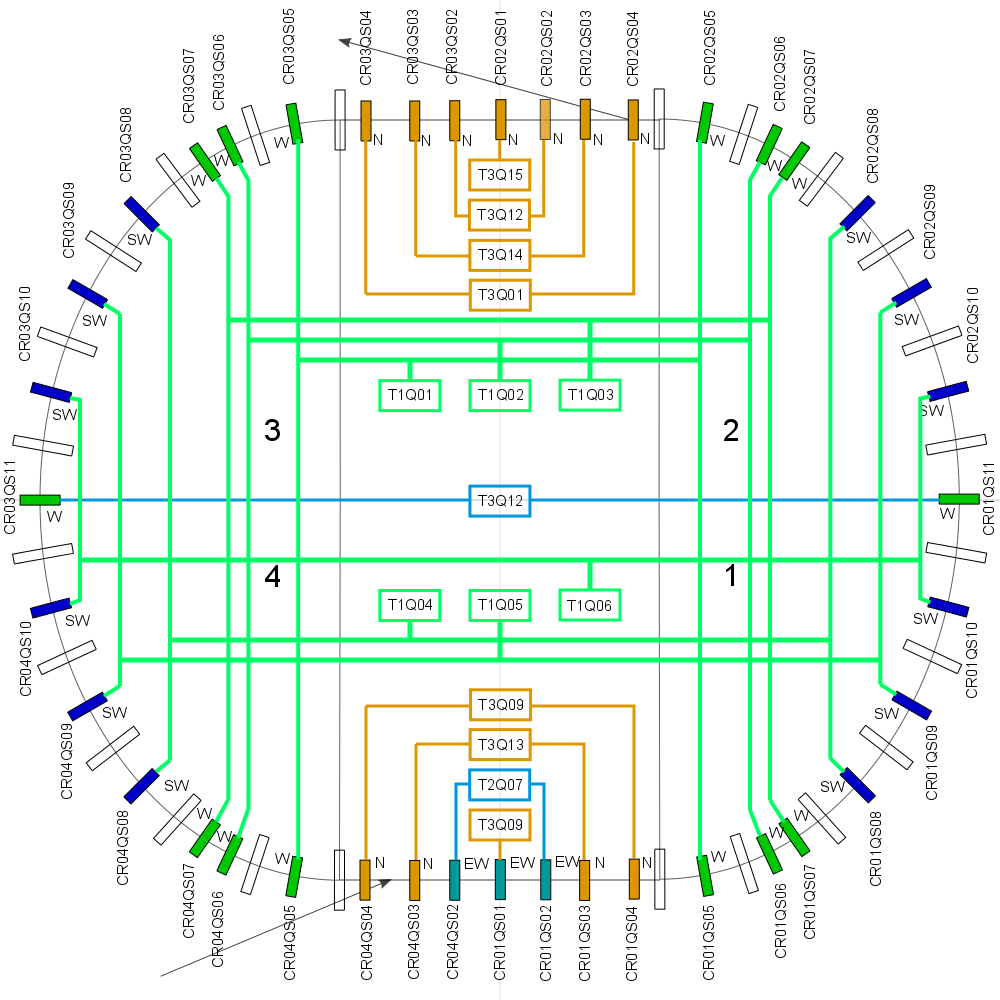 CR03QS05
CR03QS04
CR03QS03
CR03QS02
CR02QS01
CR02QS02
CR02QS03
CR02QS04
CR02QS05
CR03QS07
CR03QS06
CR02QS06
CR02QS07
CR03QS08
CR02QS08
W
N
N
N
N
N
N
N
W
W
W
W
W
T3Q15
CR03QS09
CR02QS09
T3Q12
SW
SW
T3Q14
T3Q01
SW
SW
CR03QS10
CR02QS10
T1Q01
T1Q02
T1Q03
SW
SW
3
2
CR03QS11
T3Q12
CR01QS11
W
W
4
1
T1Q04
T1Q05
T1Q06
SW
SW
CR04QS10
CR01QS10
T3Q09
SW
SW
T3Q13
CR04QS09
CR01QS09
T2Q07
SW
SW
T3Q09
W
W
W
W
CR04QS08
CR01QS08
W
N
N
EW
EW
EW
N
N
W
CR04QS07
CR04QS06
CR04QS05
CR04QS04
CR04QS03
CR04QS02
CR01QS01
CR01QS02
CR01QS03
CR01QS04
CR01QS05
CR01QS06
CR01QS07